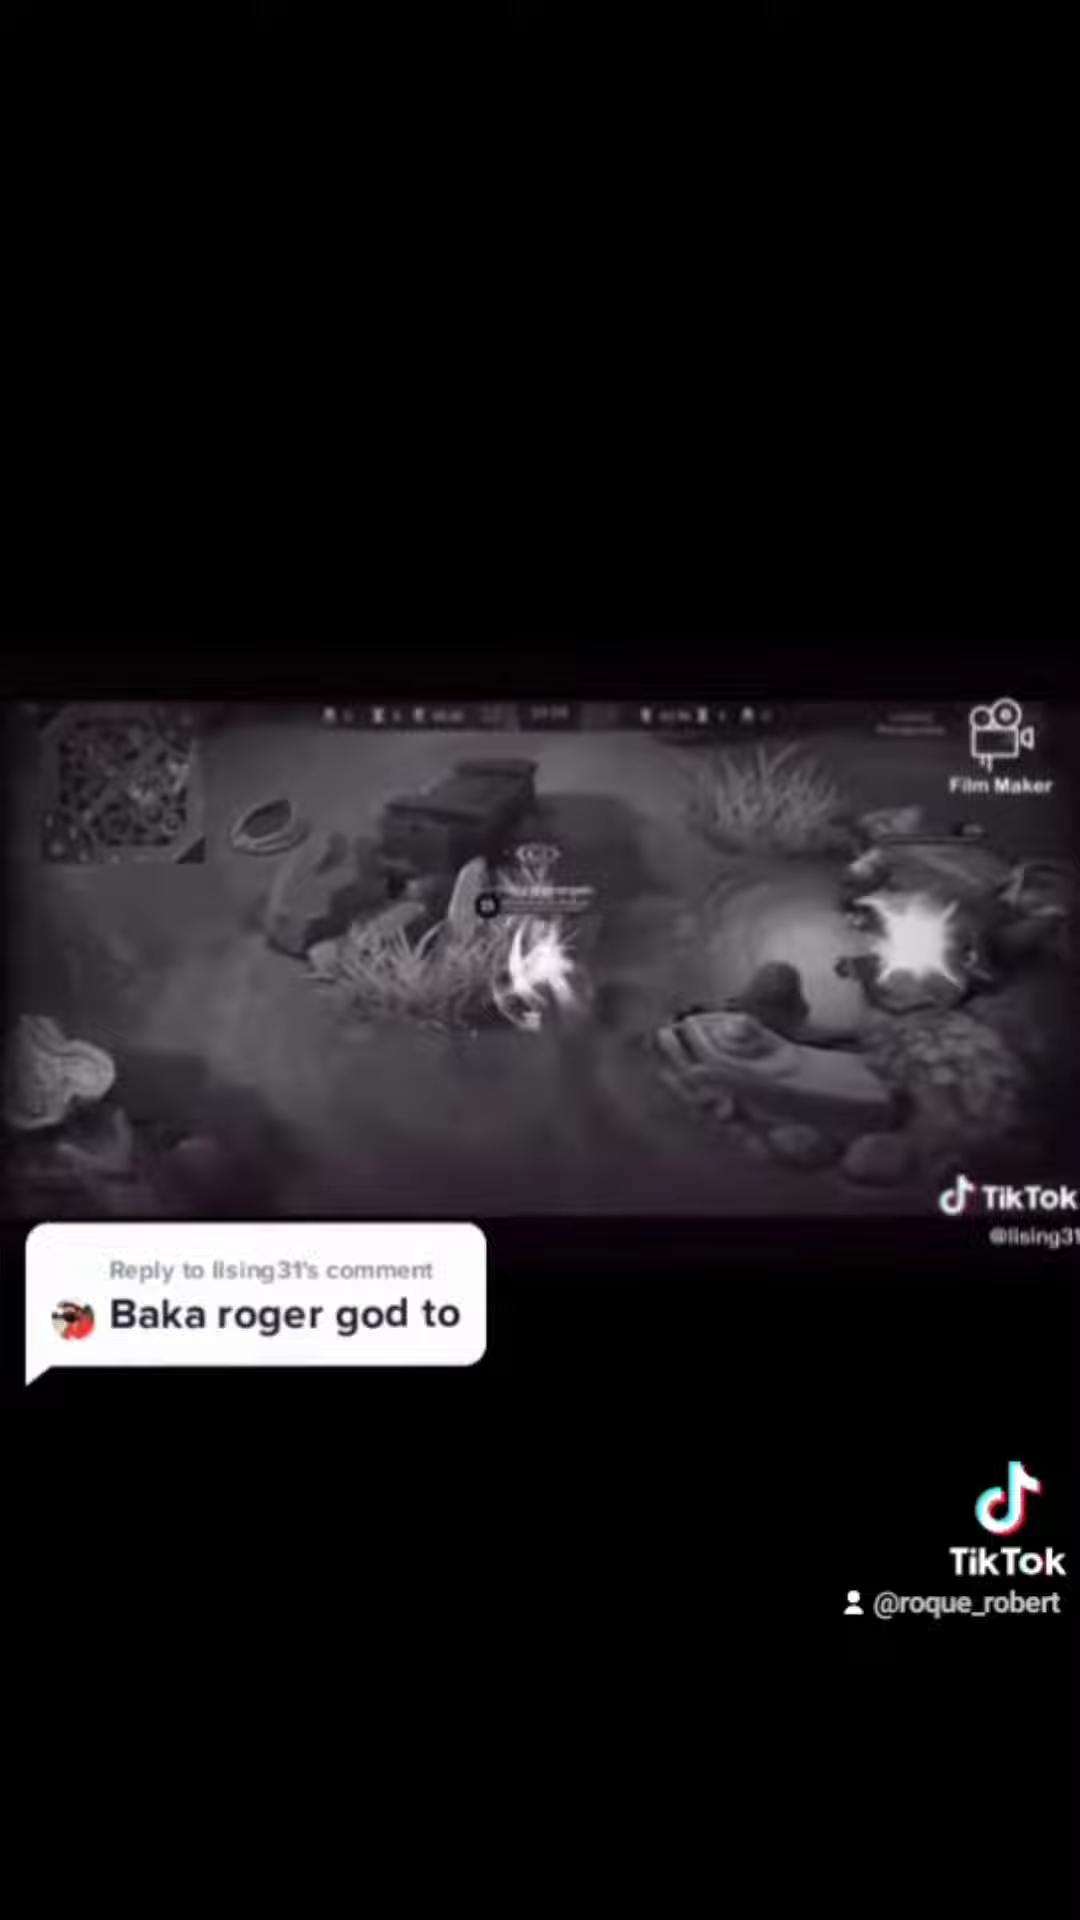 Film Maker
TikTok
@lising31
Reply to lising31's comment
Baka roger god to
TikTok
@roque_robert